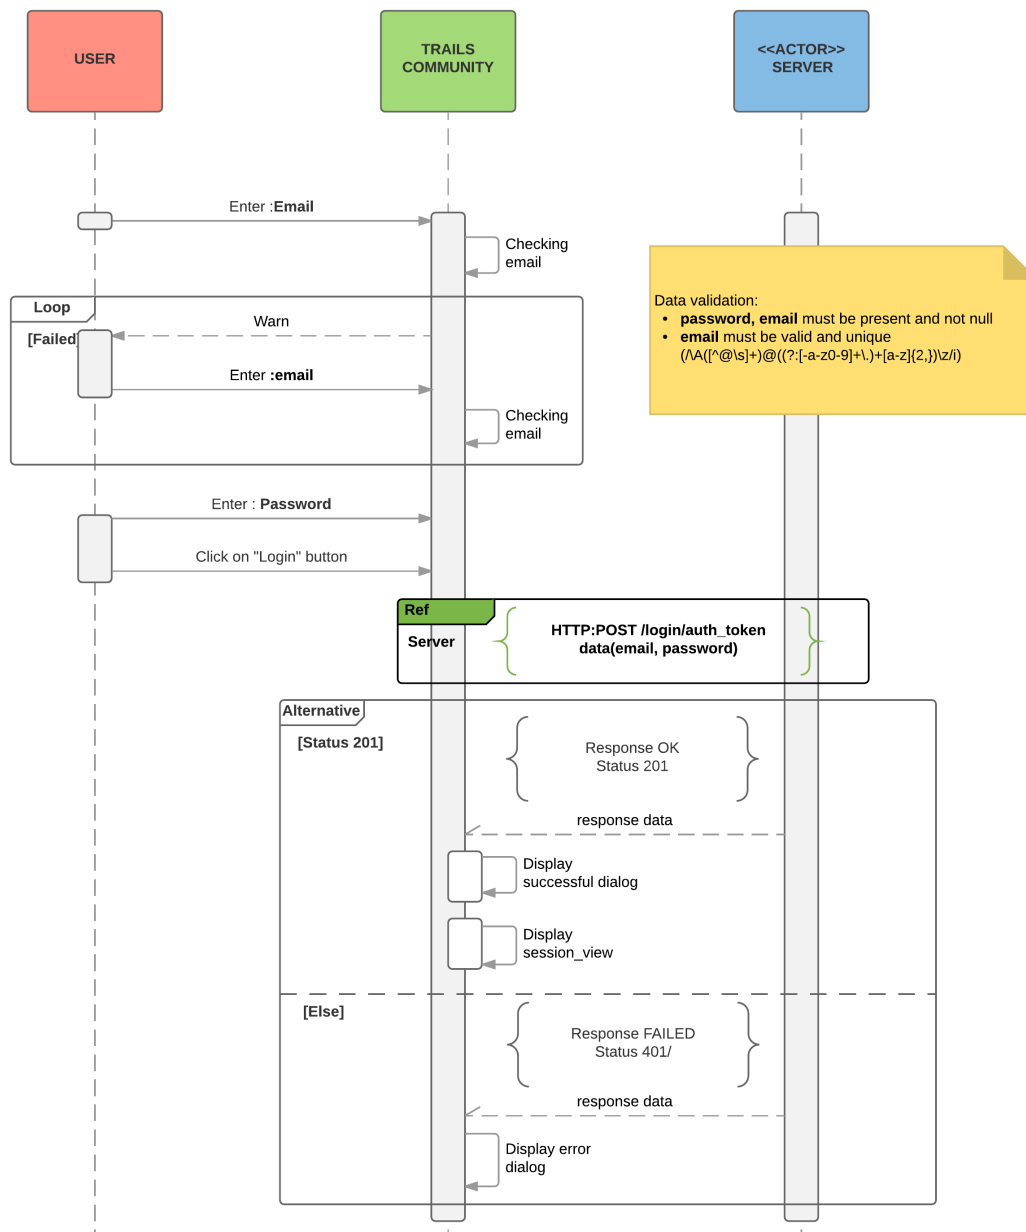 USER
TRAILS
COMMUNITY
<<ACTOR>>
SERVER
Enter :Email
Checking
email
Loop
[Failed]
Warn
Enter :email
Checking
email
Data validation:
• password, email must be present and not null
• email must be valid and unique
(/\A([^@\s]+)@((?:[-a-z0-9]+\.)+[a-z]{2,})\z/i)
Enter : Password
Click on "Login" button
Ref
Server
HTTP:POST /login/auth_token
data(email, password)
Alternative
[Status 201]
Response OK
Status 201
response data
Display
successful dialog
Display
session_view
[Else]
Response FAILED
Status 401/
response data
Display error
dialog